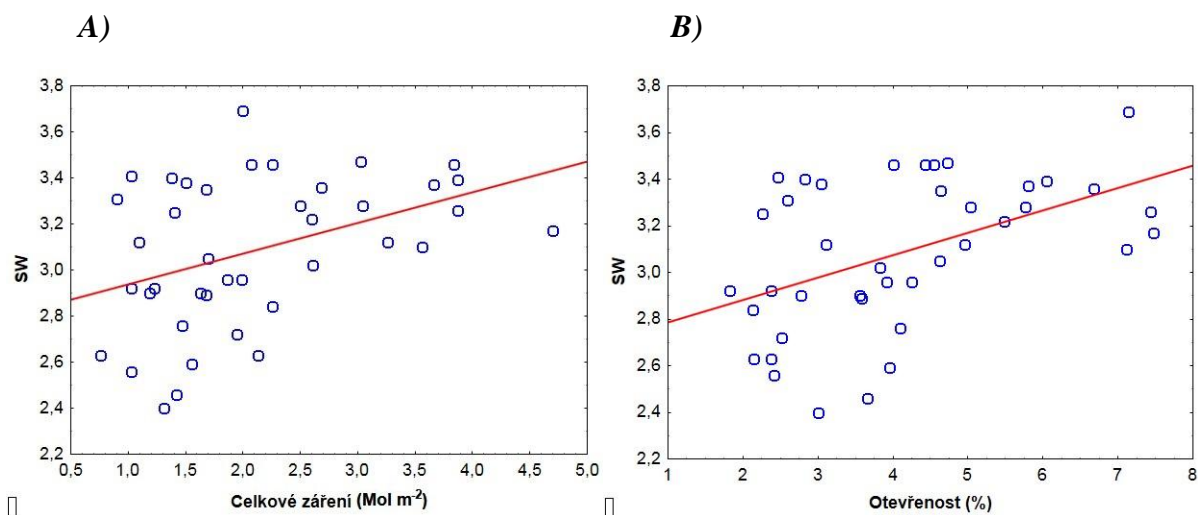 A)
B)
3,8
3,6
3,4
3,2
3,0
2,8
2,6
2,4
2,2
SW
0,5 1,0 1,5 2,0 2,5 3,0 3,5 4,0 4,5 5,0
Celkové záření (Mol m-2)
3,8
3,6
3,4
3,2
3,0
2,8
2,6
2,4
2,2
SW
1 2 3 4 5 6 7 8
Otevřenost (%)